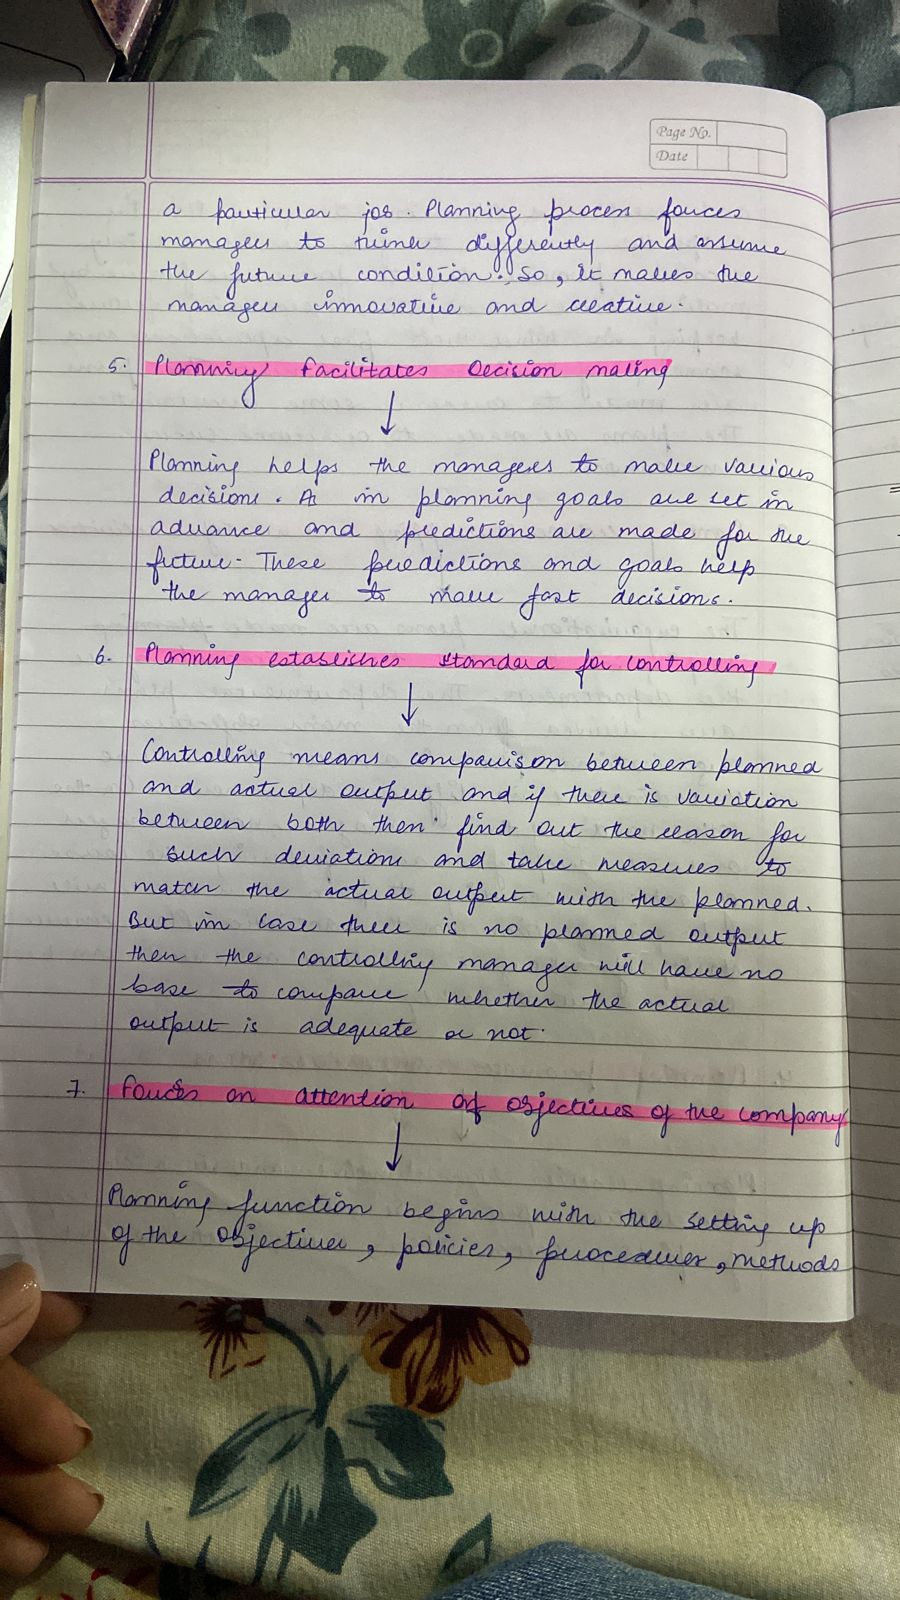 Page No.
Date
a particular job. Planning process forces
managers to think differently and assume
the future condition. So, it makes the
managers innovative and creative.
5. Planning facilitates Decision making
Planning helps the managers to make various
decisions. As in planning goals are set in
advance and predictions are made for the
future. These predictions and goals help
the manager to make fast decisions.
6. Planning establishes standard for controlling
Controlling means comparison between planned
and actual output and if there is variation
between both then find out the reason for
such deviations and take measures to
match the actual output with the planned.
But in case there is no planned output
then the controlling manager will have no
base to compare whether the actual
output is adequate or not.
7. Foucus on attention of objectives of the company
Planning function begins with the setting up
of the objectives, policies, procedures, methods